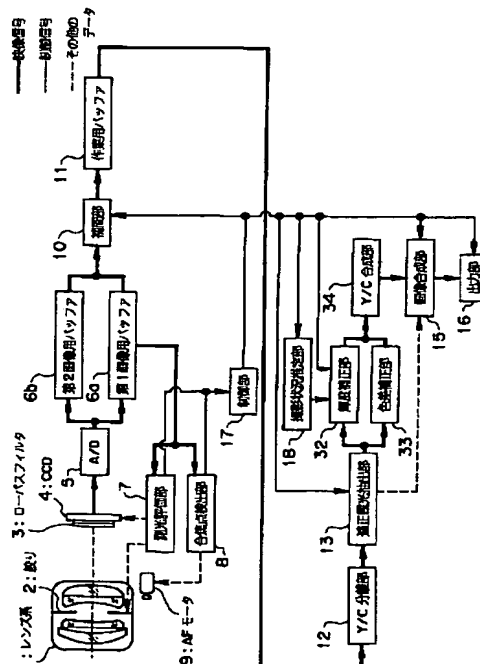 映像信号
制御信号
その他の
データ
:レンズ系
2:絞り
3:ローパスフィルタ
4:CCD
5
A/D
6b
第2画像用バッファ
6a
第1画像用バッファ
7
測光評価部
8
合焦点検出部
9:AFモータ
10
補間部
11
作業用バッファ
17
制御部
18
撮影状況推定部
12
Y/C分離部
13
補正係数抽出部
32
輝度補正部
33
色差補正部
34
Y/C合成部
15
画像合成部
16
出力部